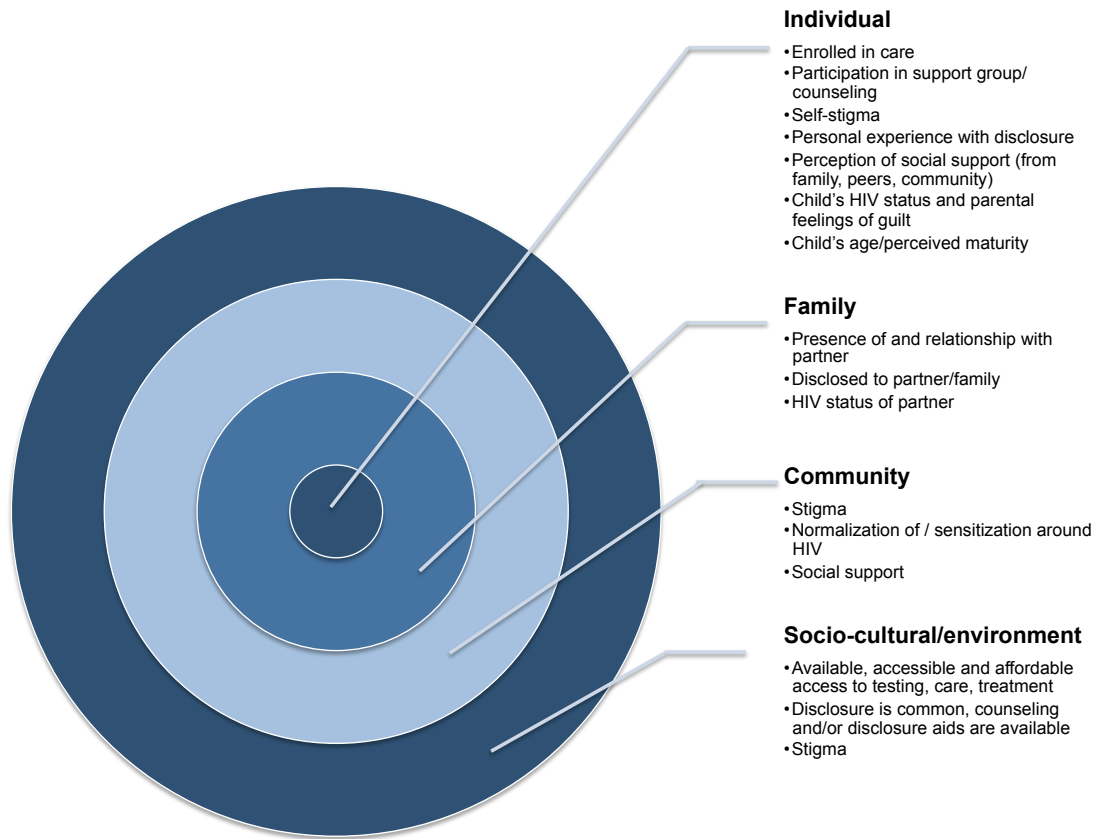 Individual
•Enrolled in care
•Participation in support group/
counseling
•Self-stigma
•Personal experience with disclosure
•Perception of social support (from
family, peers, community)
•Child's HIV status and parental
feelings of guilt
•Child's age/perceived maturity
Family
•Presence of and relationship with
partner
•Disclosed to partner/family
•HIV status of partner
Community
•Stigma
•Normalization of / sensitization around
HIV
•Social support
Socio-cultural/environment
•Available, accessible and affordable
access to testing, care, treatment
•Disclosure is common, counseling
and/or disclosure aids are available
•Stigma